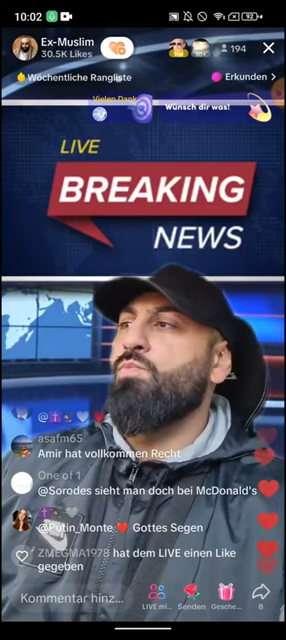 10:02
92
Ex-Muslim
30.5K Likes
194
Wöchentliche Rangliste
Erkunden >
Vielen Dank
Wünsch dir was!
LIVE
BREAKING
NEWS
asafm65
Amir hat vollkommen Recht
One of 1
@Sorodes sieht man doch bei McDonald's
@Putin_Monte ❤️ Gottes Segen
ZMEGMA1978 hat dem LIVE einen Like
gegeben
Kommentar hinz...
LIVE mi...
Senden
Gesche...
8